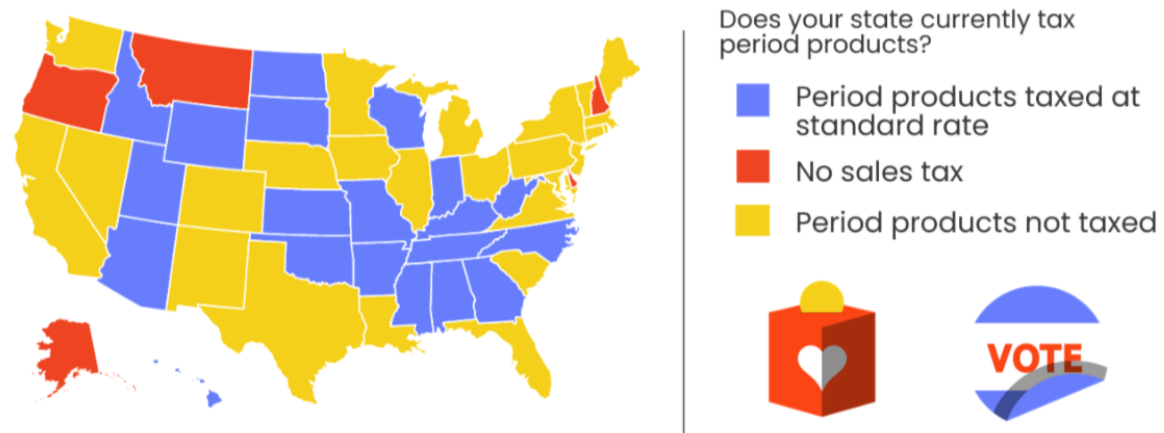 Does your state currently tax
period products?
Period products taxed at
standard rate
No sales tax
Period products not taxed
VOTE